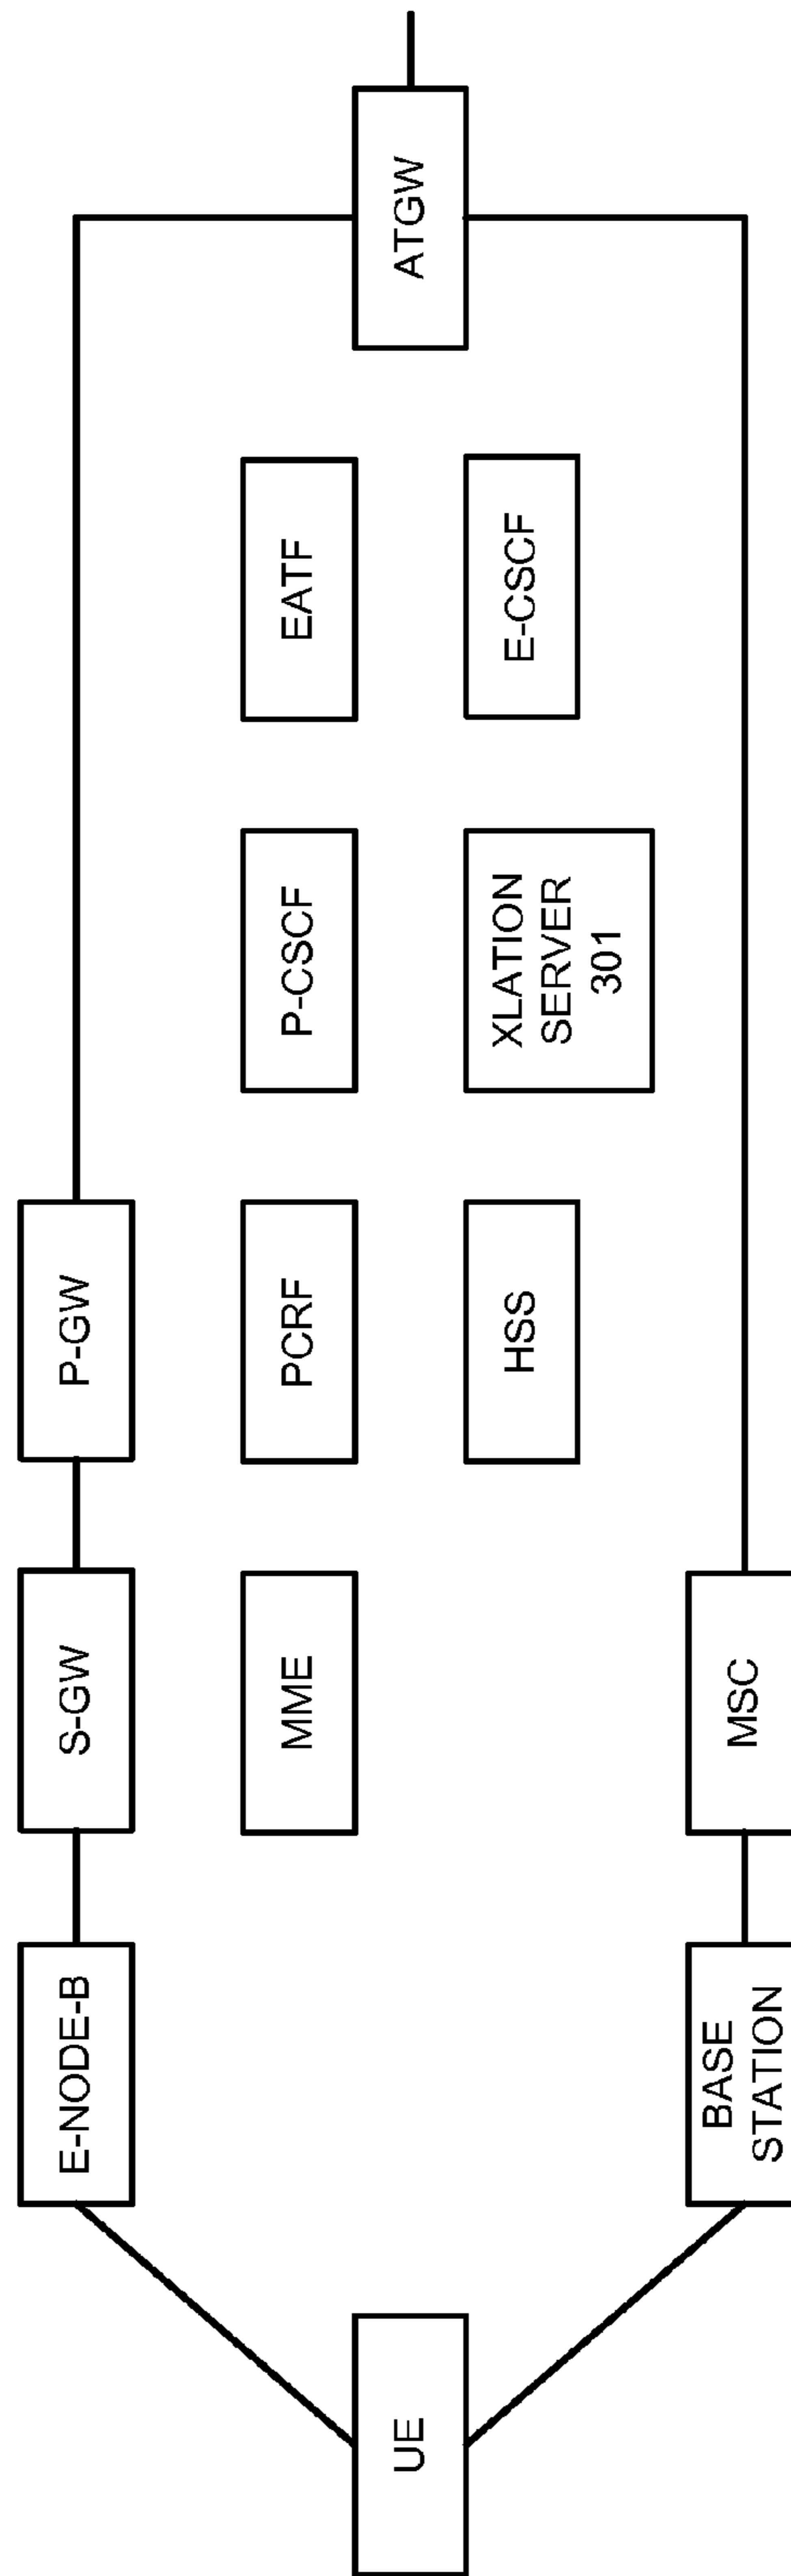 E-NODE-B
S-GW
P-GW
MME
PCRF
P-CSCF
EATF
UE
ATGW
HSS
XLATION
SERVER
301
E-CSCF
BASE
STATION
MSC